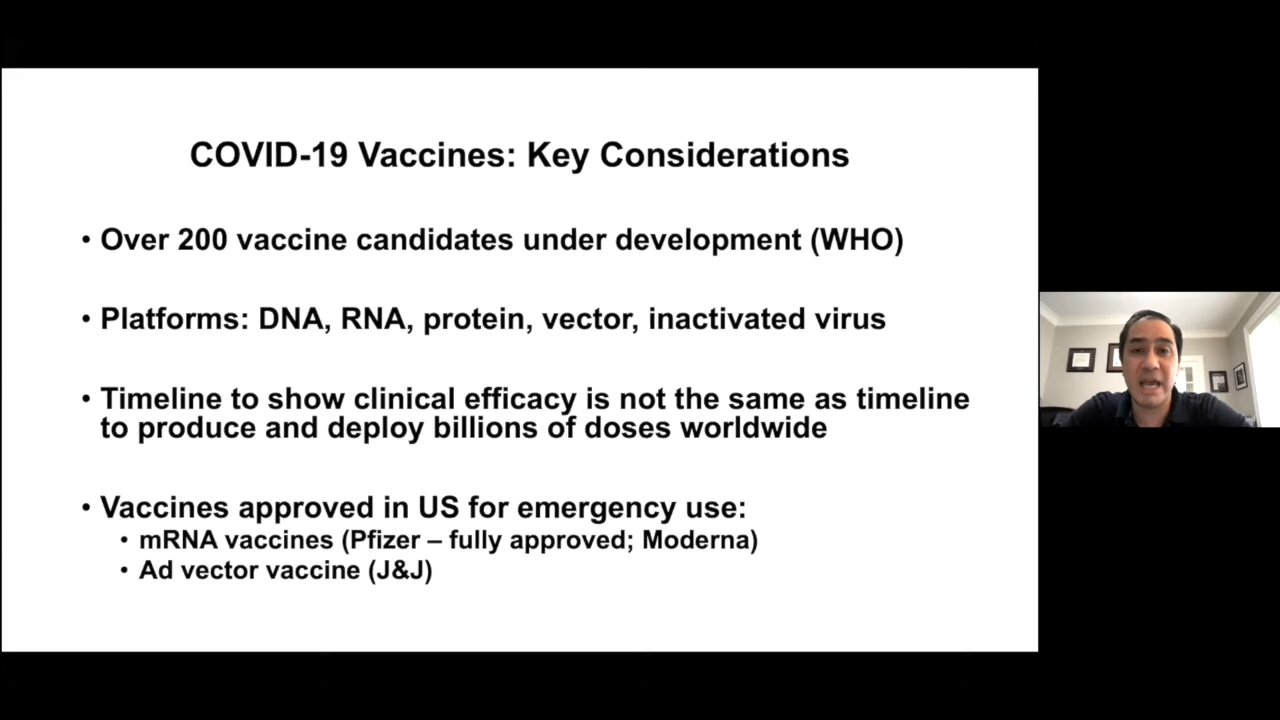 COVID-19 Vaccines: Key Considerations
• Over 200 vaccine candidates under development (WHO)
• Platforms: DNA, RNA, protein, vector, inactivated virus
• Timeline to show clinical efficacy is not the same as timeline
to produce and deploy billions of doses worldwide
• Vaccines approved in US for emergency use:
• mRNA vaccines (Pfizer – fully approved; Moderna)
• Ad vector vaccine (J&J)